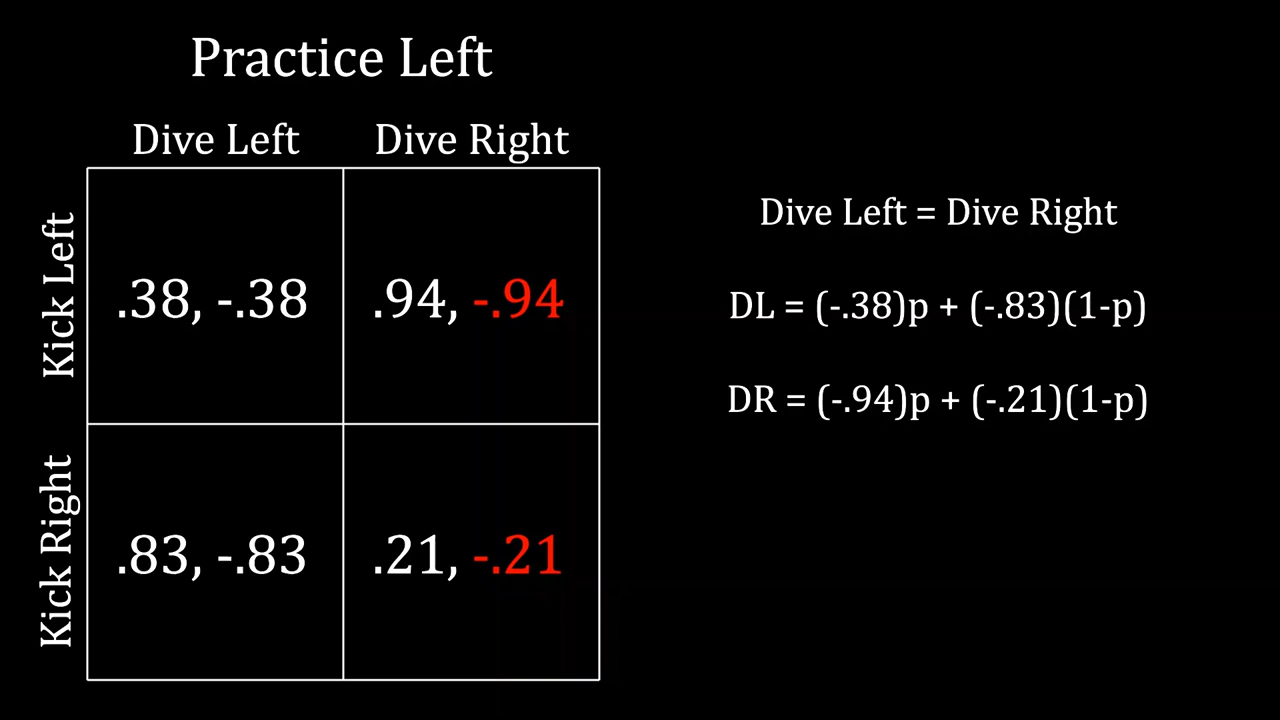 Practice Left
Dive Left Dive Right
Kick Left
.38, -.38 .94, -.94
Kick Right
.83, -.83 .21, -.21
Dive Left = Dive Right
DL = (-.38)p + (-.83)(1-p)
DR = (-.94)p + (-.21)(1-p)